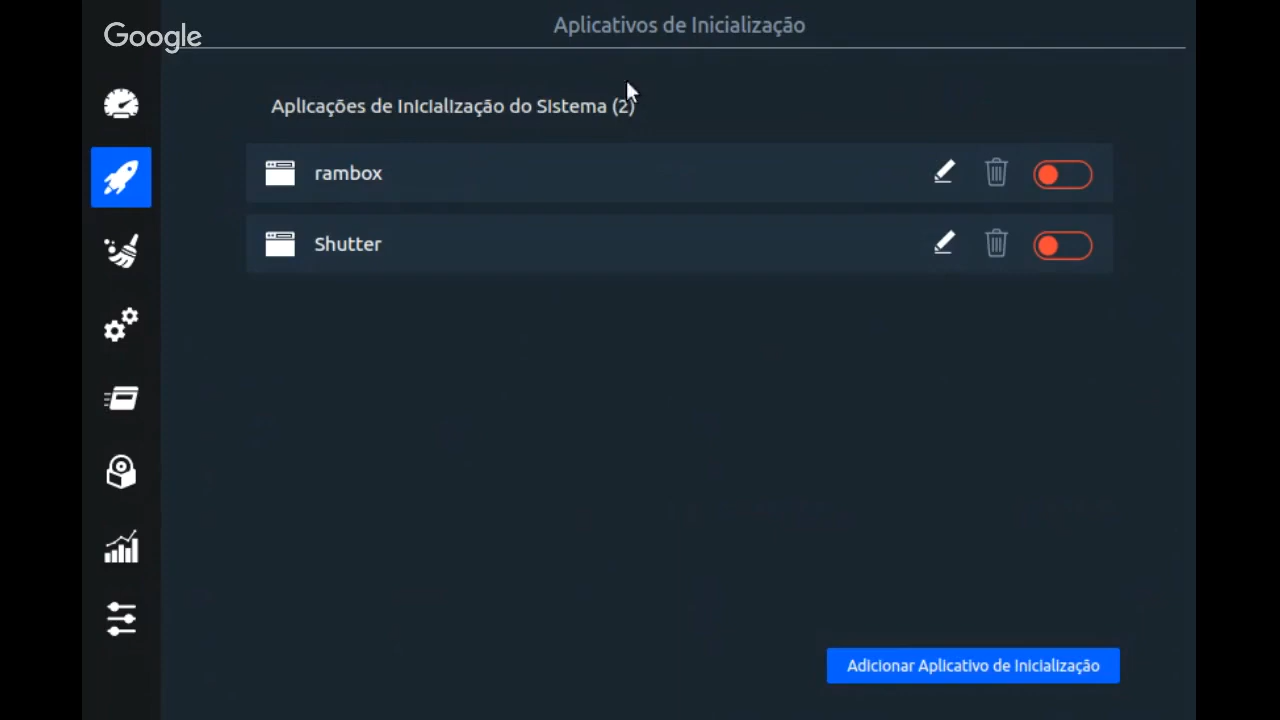 Aplicativos de Inicialização
Google
Aplicações de Inicialização do Sistema (2)
rambox
Shutter
Adicionar Aplicativo de Inicialização